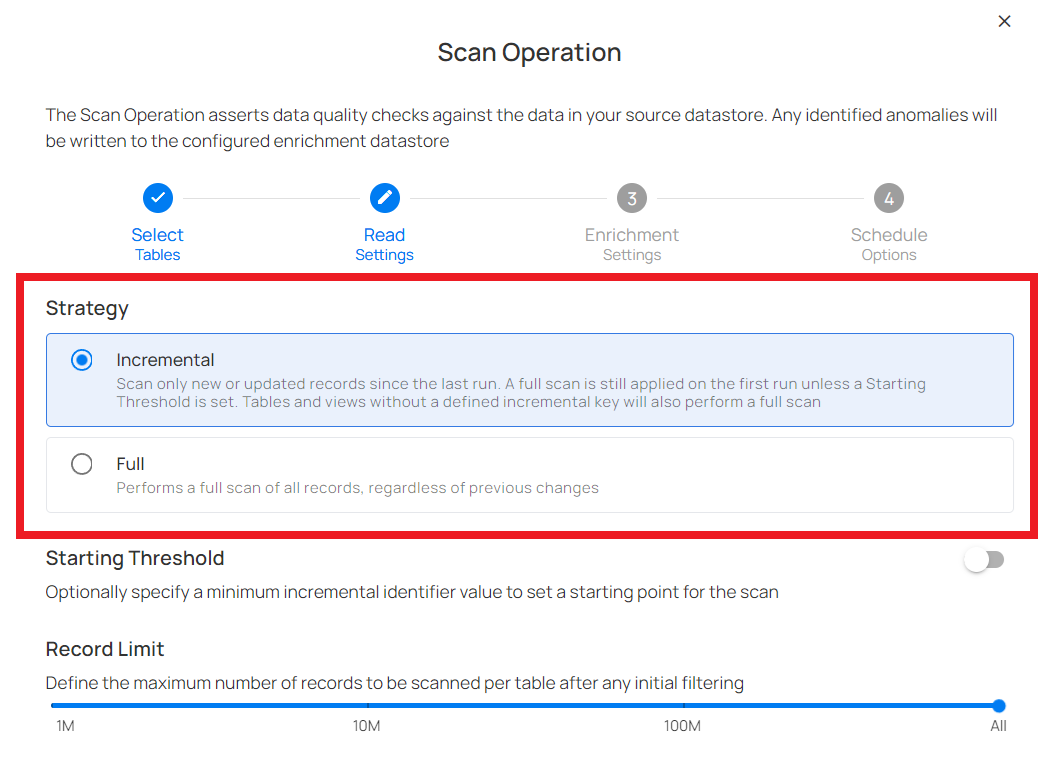 Scan Operation
The Scan Operation asserts data quality checks against the data in your source datastore. Any identified anomalies will
be written to the configured enrichment datastore
3
4
Select
Tables
Read
Settings
Enrichment
Settings
Schedule
Options
Strategy
Incremental
Scan only new or updated records since the last run. A full scan is still applied on the first run unless a Starting
Threshold is set. Tables and views without a defined incremental key will also perform a full scan
Full
Performs a full scan of all records, regardless of previous changes
Starting Threshold
Optionally specify a minimum incremental identifier value to set a starting point for the scan
Record Limit
Define the maximum number of records to be scanned per table after any initial filtering
1M
10M
100M
All